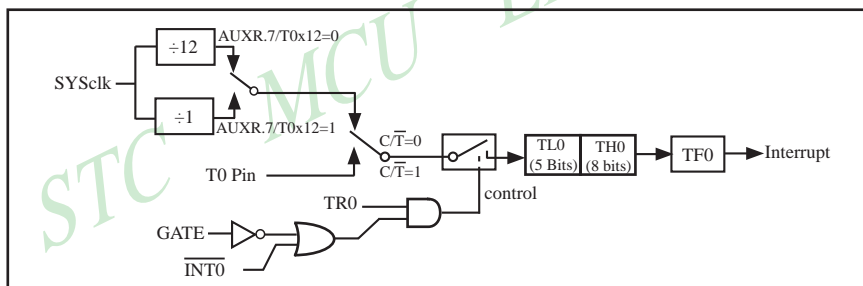 ÷12
AUXR.7/T0x12=0
SYSclk
÷1
AUXR.7/T0x12=1
C/T̅=0
C/T̅=1
T0 Pin
TL0
(5 Bits)
TH0
(8 bits)
TF0
Interrupt
control
TR0
GATE
I̅N̅T̅0̅
STC MCU